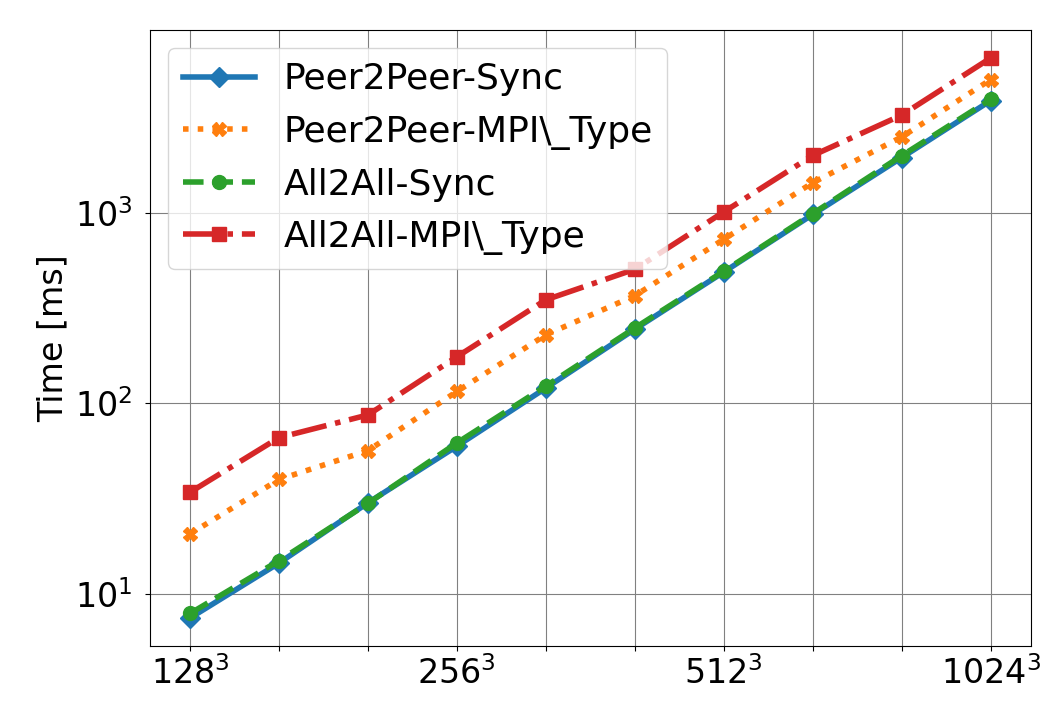 Peer2Peer-Sync
Peer2Peer-MPI\_Type
All2All-Sync
All2All-MPI\_Type
Time [ms]
10³
10²
10¹
128³ 256³ 512³ 1024³